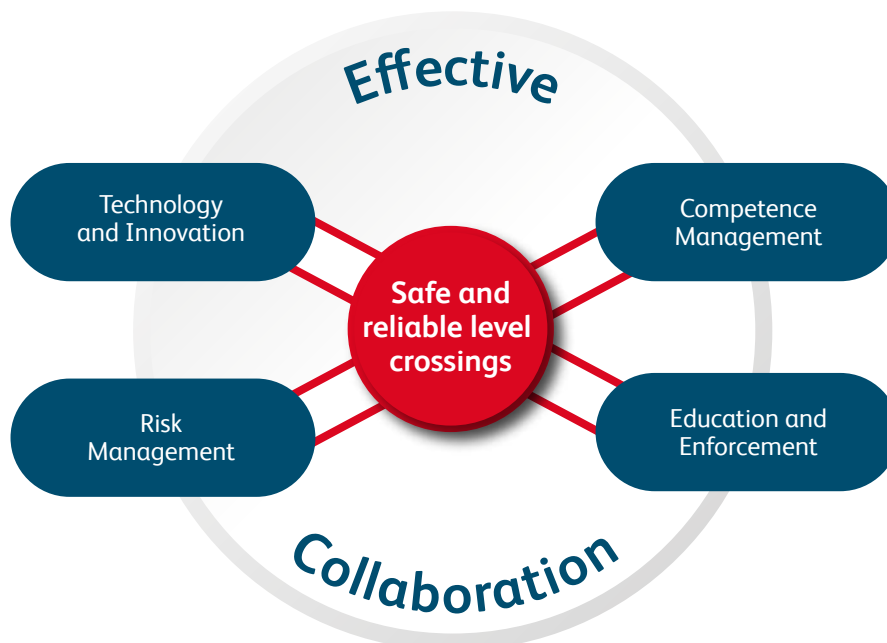 Effective
Technology
and Innovation
Competence
Management
Safe and
reliable level
crossings
Risk
Management
Education and
Enforcement
Collaboration